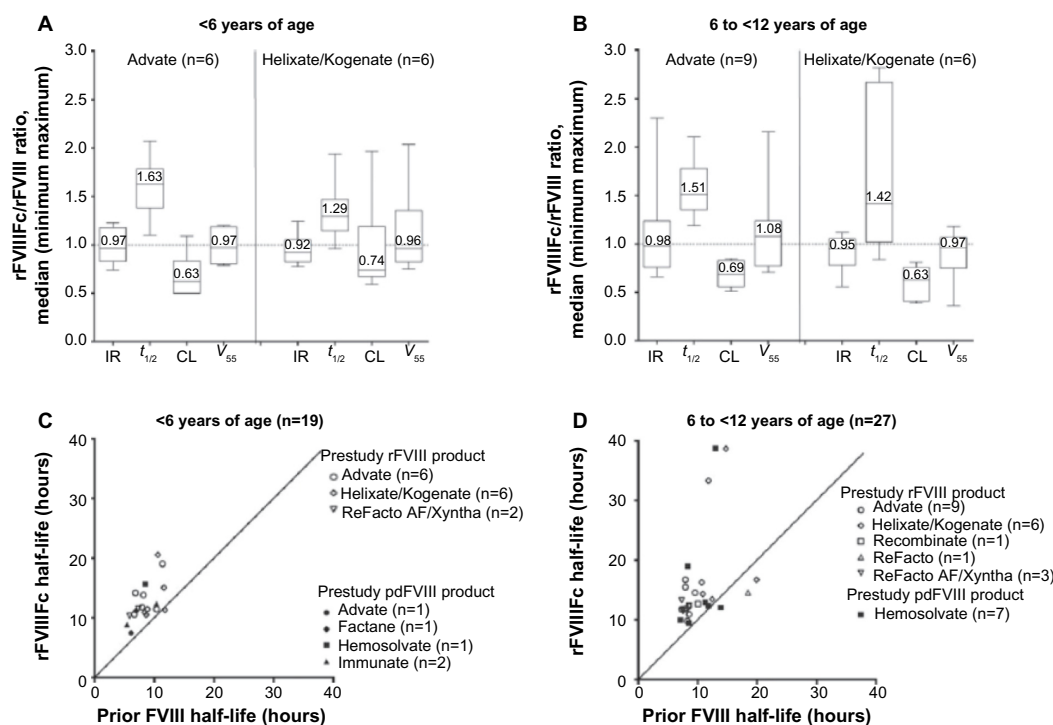 A
<6 years of age
rFVIIIFc/rFVIII ratio,
median (minimum maximum)
3.0
2.5
2.0
1.5
1.0
0.5
0.0
Advate (n=6)
Helixate/Kogenate (n=6)
0.97
1.63
0.63
0.97
0.92
1.29
0.74
0.96
IR
t1/2
CL
V55
IR
t1/2
CL
V55
B
6 to <12 years of age
rFVIIIFc/rFVIII ratio,
median (minimum maximum)
3.0
2.5
2.0
1.5
1.0
0.5
0.0
Advate (n=9)
Helixate/Kogenate (n=6)
0.98
1.51
0.69
1.08
0.95
1.42
0.63
0.97
IR
t1/2
CL
V55
IR
t1/2
CL
V55
C
<6 years of age (n=19)
rFVIIIFc half-life (hours)
40
30
20
10
0
Prestudy rFVIII product
Advate (n=6)
Helixate/Kogenate (n=6)
ReFacto AF/Xyntha (n=2)
Prestudy pdFVIII product
Advate (n=1)
Factane (n=1)
Hemosolvate (n=1)
Immunate (n=2)
0
10
20
30
40
Prior FVIII half-life (hours)
D
6 to <12 years of age (n=27)
rFVIIIFc half-life (hours)
40
30
20
10
0
Prestudy rFVIII product
Advate (n=9)
Helixate/Kogenate (n=6)
Recombinate (n=1)
ReFacto (n=1)
ReFacto AF/Xyntha (n=3)
Prestudy pdFVIII product
Hemosolvate (n=7)
0
10
20
30
40
Prior FVIII half-life (hours)